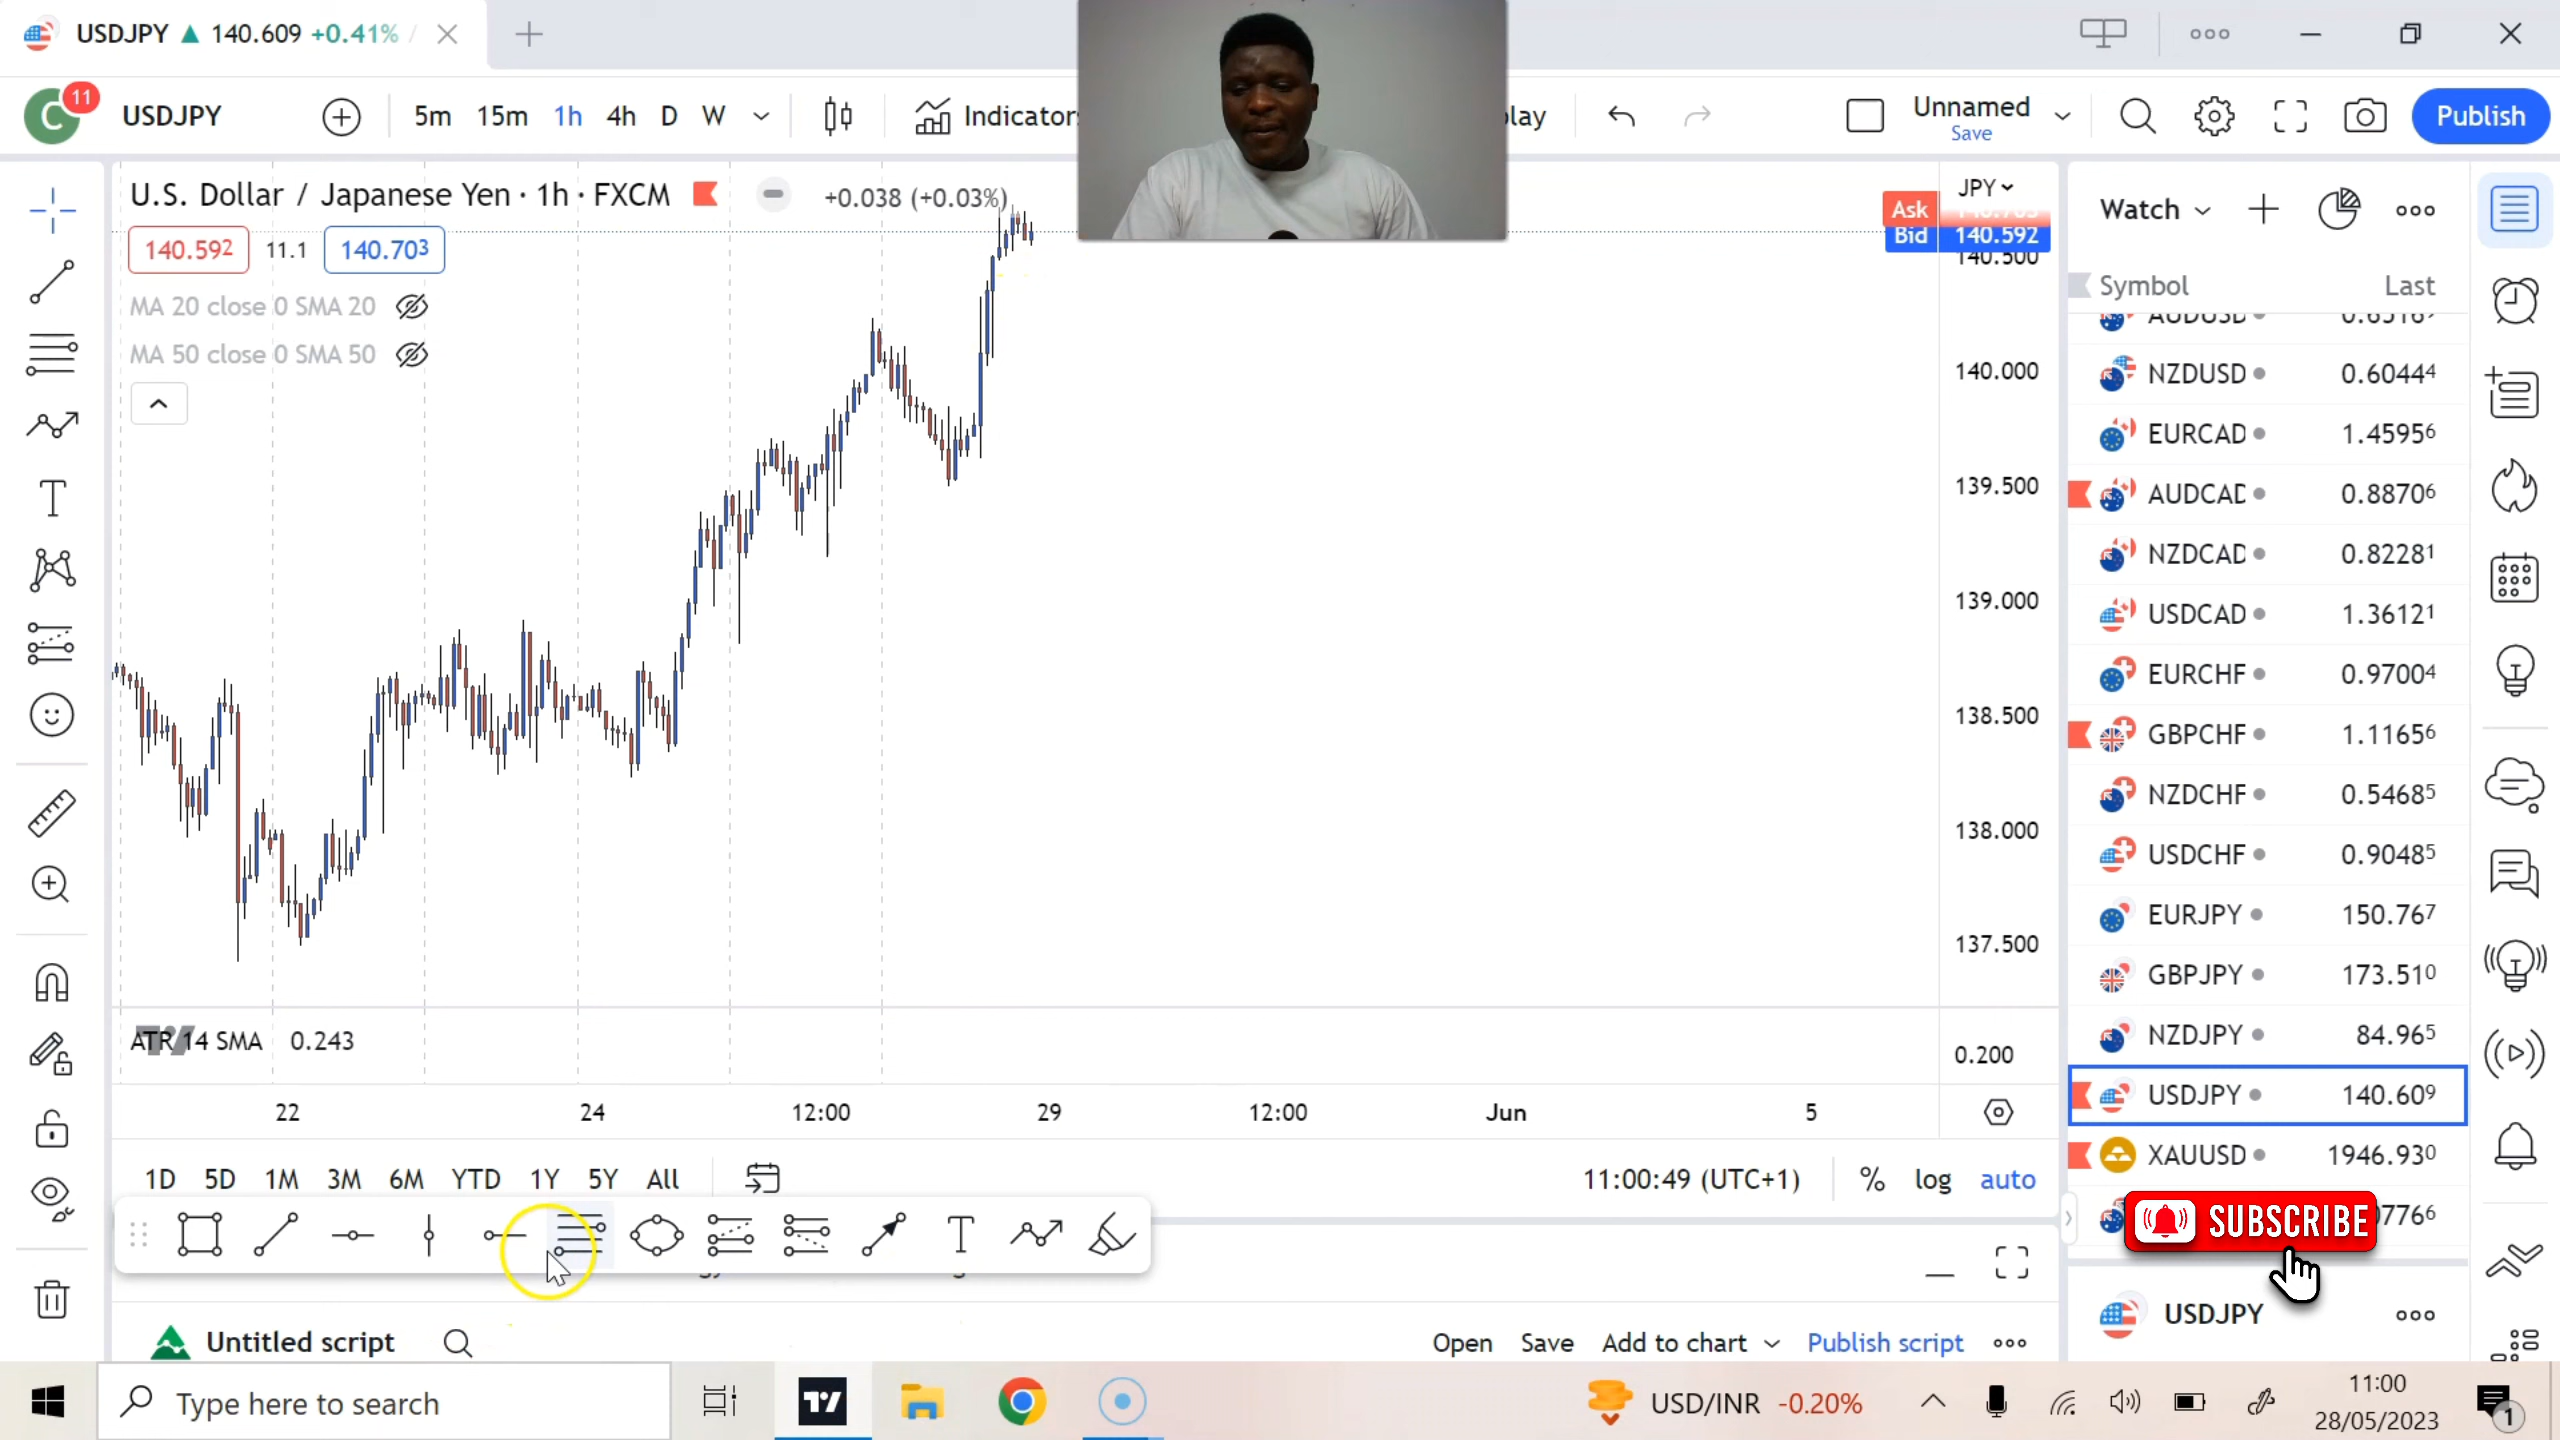 USDJPY ▲ 140.609 +0.41% /
C 11 USDJPY 5m 15m 1h 4h D W Indicators Unnamed Save Publish
U.S. Dollar / Japanese Yen · 1h · FXCM +0.038 (+0.03%)
140.592 11.1 140.703
MA 20 close 0 SMA 20
MA 50 close 0 SMA 50
JPY
Ask
Bid 140.592
140.500
140.000
139.500
139.000
138.500
138.000
137.500
ATR 14 SMA 0.243
0.200
22 24 12:00 29 12:00 Jun 5
1D 5D 1M 3M 6M YTD 1Y 5Y All 11:00:49 (UTC+1) % log auto
Untitled script Open Save Add to chart Publish script
Watch
Symbol Last
AUDUSD
NZDUSD 0.60444
EURCAD 1.45956
AUDCAD 0.88706
NZDCAD 0.82281
USDCAD 1.36121
EURCHF 0.97004
GBPCHF 1.11656
NZDCHF 0.54685
USDCHF 0.90485
EURJPY 150.767
GBPJPY 173.510
NZDJPY 84.965
USDJPY 140.609
XAUUSD 1946.930
SUBSCRIBE
USDJPY
Type here to search USD/INR -0.20% 11:00
28/05/2023 1